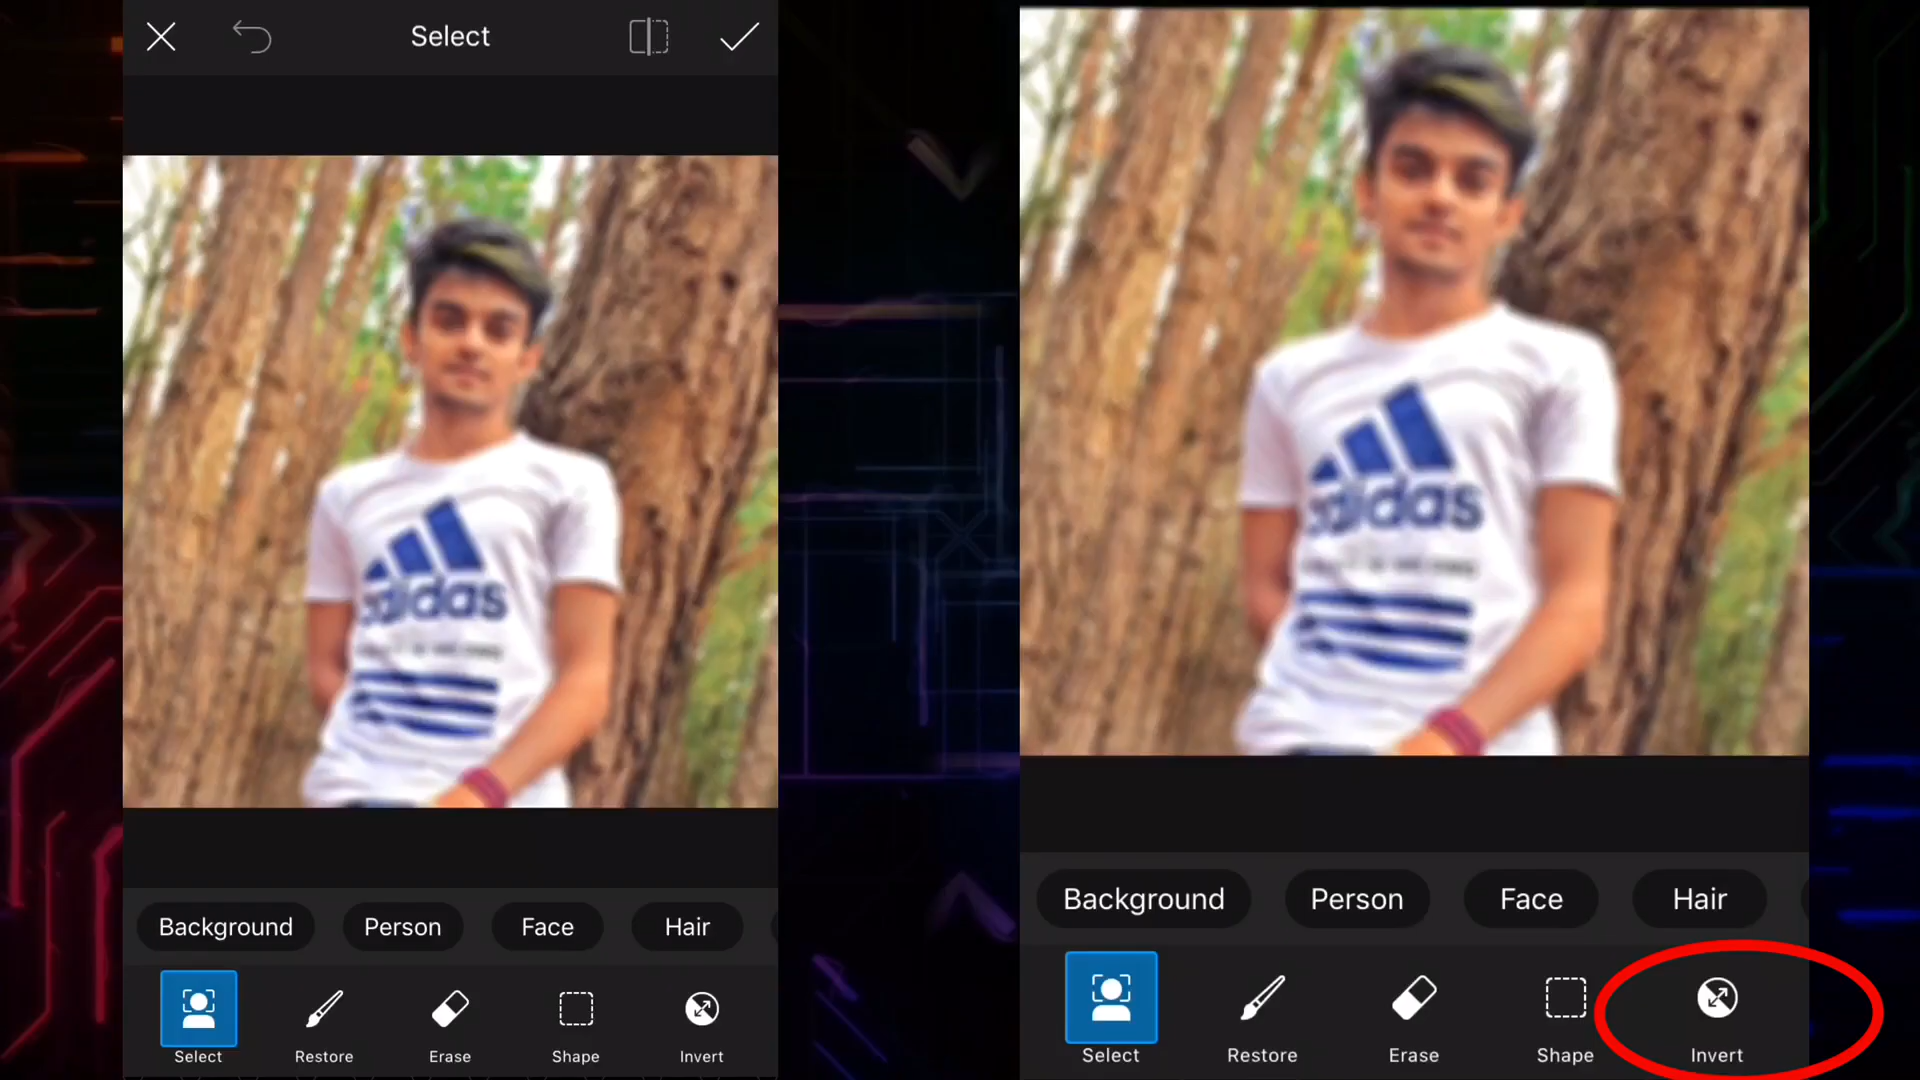 Select
adidas
Background Person Face Hair
Select Restore Erase Shape Invert
adidas
Background Person Face Hair
Select Restore Erase Shape Invert